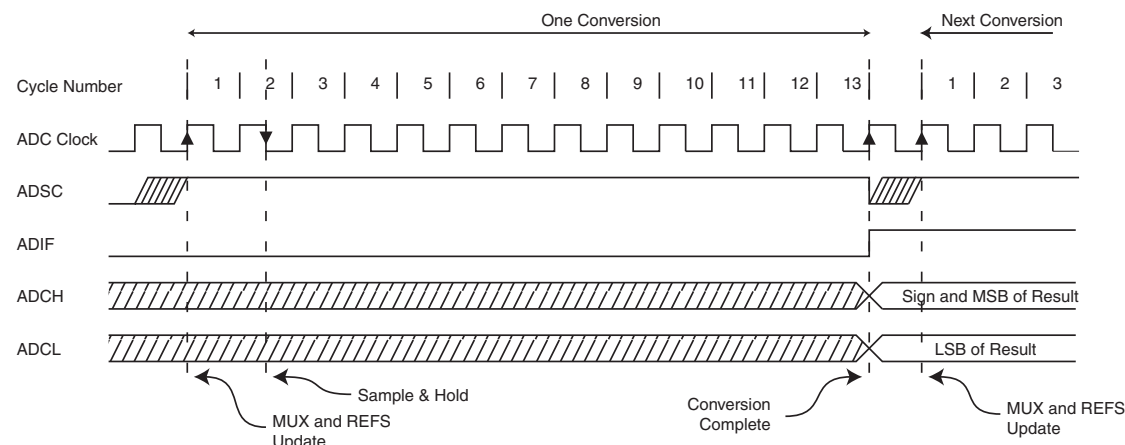 One Conversion Next Conversion
Cycle Number 1 2 3 4 5 6 7 8 9 10 11 12 13 1 2 3
ADC Clock
ADSC
ADIF
ADCH Sign and MSB of Result
ADCL LSB of Result
Sample & Hold
MUX and REFS
Update
Conversion
Complete
MUX and REFS
Update